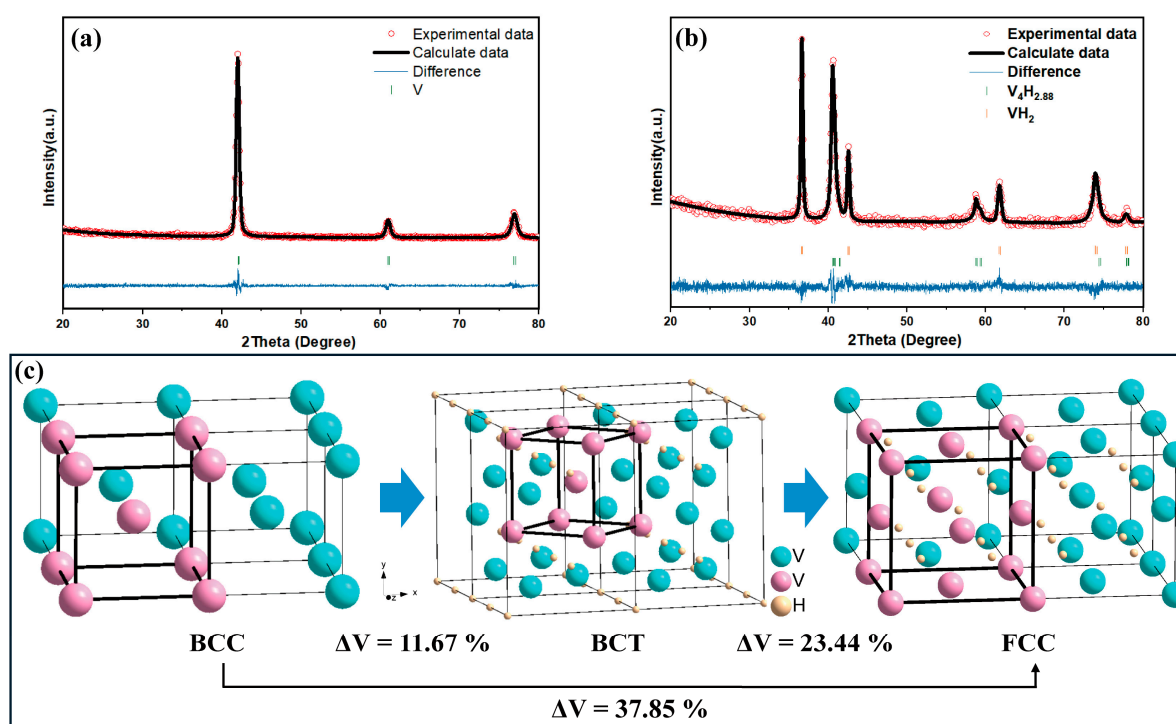 (a)
Experimental data
Calculate data
Difference
V
Intensity(a.u.)
20 30 40 50 60 70 80
2Theta (Degree)
(b)
Experimental data
Calculate data
Difference
V₄H₂.₈₈
VH₂
Intensity(a.u.)
20 30 40 50 60 70 80
2Theta (Degree)
(c)
y
z x
V
V
H
BCC ΔV = 11.67 % BCT ΔV = 23.44 % FCC
ΔV = 37.85 %